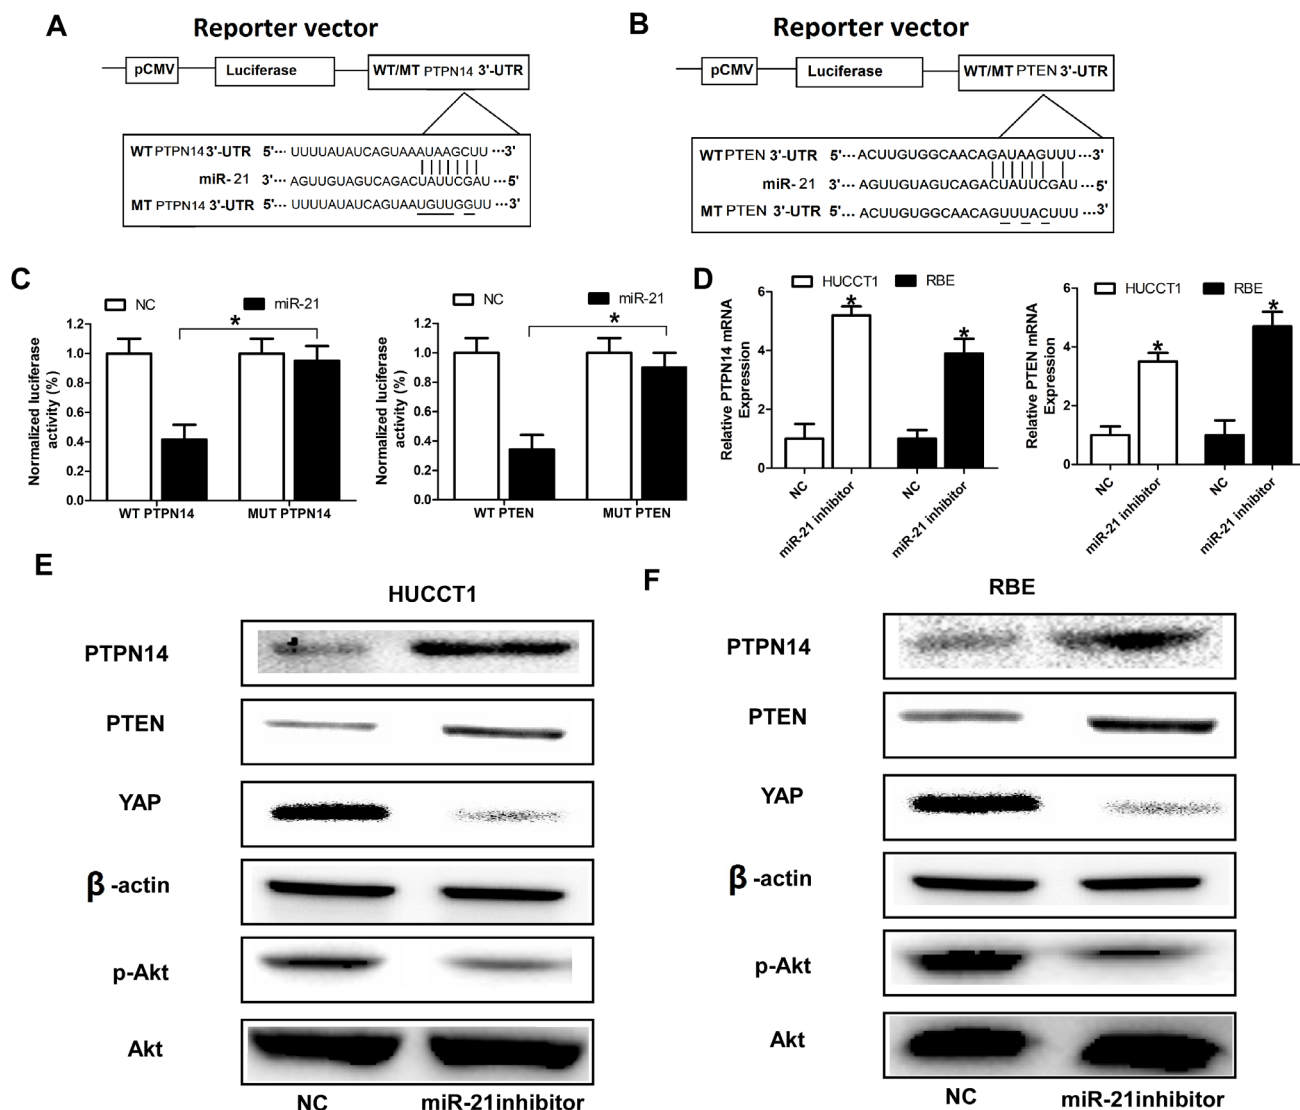 A
Reporter vector
pCMV
Luciferase
WT/MT PTPN14 3'-UTR
WT PTPN14 3'-UTR 5'··· UUUUAUAUCAGUAAAUAAGCUU ···3'
miR- 21 3'··· AGUUGUAGUCAGACUAUUCGAU ··· 5'
MT PTPN14 3'-UTR 5'··· UUUUAUAUCAGUAAUGUUGGUU ···3'
B
Reporter vector
pCMV
Luciferase
WT/MT PTEN 3'-UTR
WT PTEN 3'-UTR 5'... ACUUGUGGCAACAGAUAAGUUU ··· 3'
miR- 21 3'... AGUUGUAGUCAGACUAUUCGAU ··· 5'
MT PTEN 3'-UTR 5'... ACUUGUGGCAACAGUUUACUUU ···3'
C
NC
miR-21
*
Normalized luciferase
activity (%)
1.2
1.0
0.8
0.6
0.4
0.2
0.0
WT PTPN14
MUT PTPN14
NC
miR-21
*
Normalized luciferase
activity (%)
1.2
1.0
0.8
0.6
0.4
0.2
0.0
WT PTEN
MUT PTEN
D
HUCCT1
RBE
*
*
Relative PTPN14 mRNA
Expression
6
4
2
0
NC
miR-21 inhibitor
NC
miR-21 inhibitor
HUCCT1
RBE
*
*
Relative PTEN mRNA
Expression
6
4
2
0
NC
miR-21 inhibitor
NC
miR-21 inhibitor
E
HUCCT1
PTPN14
PTEN
YAP
β -actin
p-Akt
Akt
NC
miR-21inhibitor
F
RBE
PTPN14
PTEN
YAP
β -actin
p-Akt
Akt
NC
miR-21inhibitor